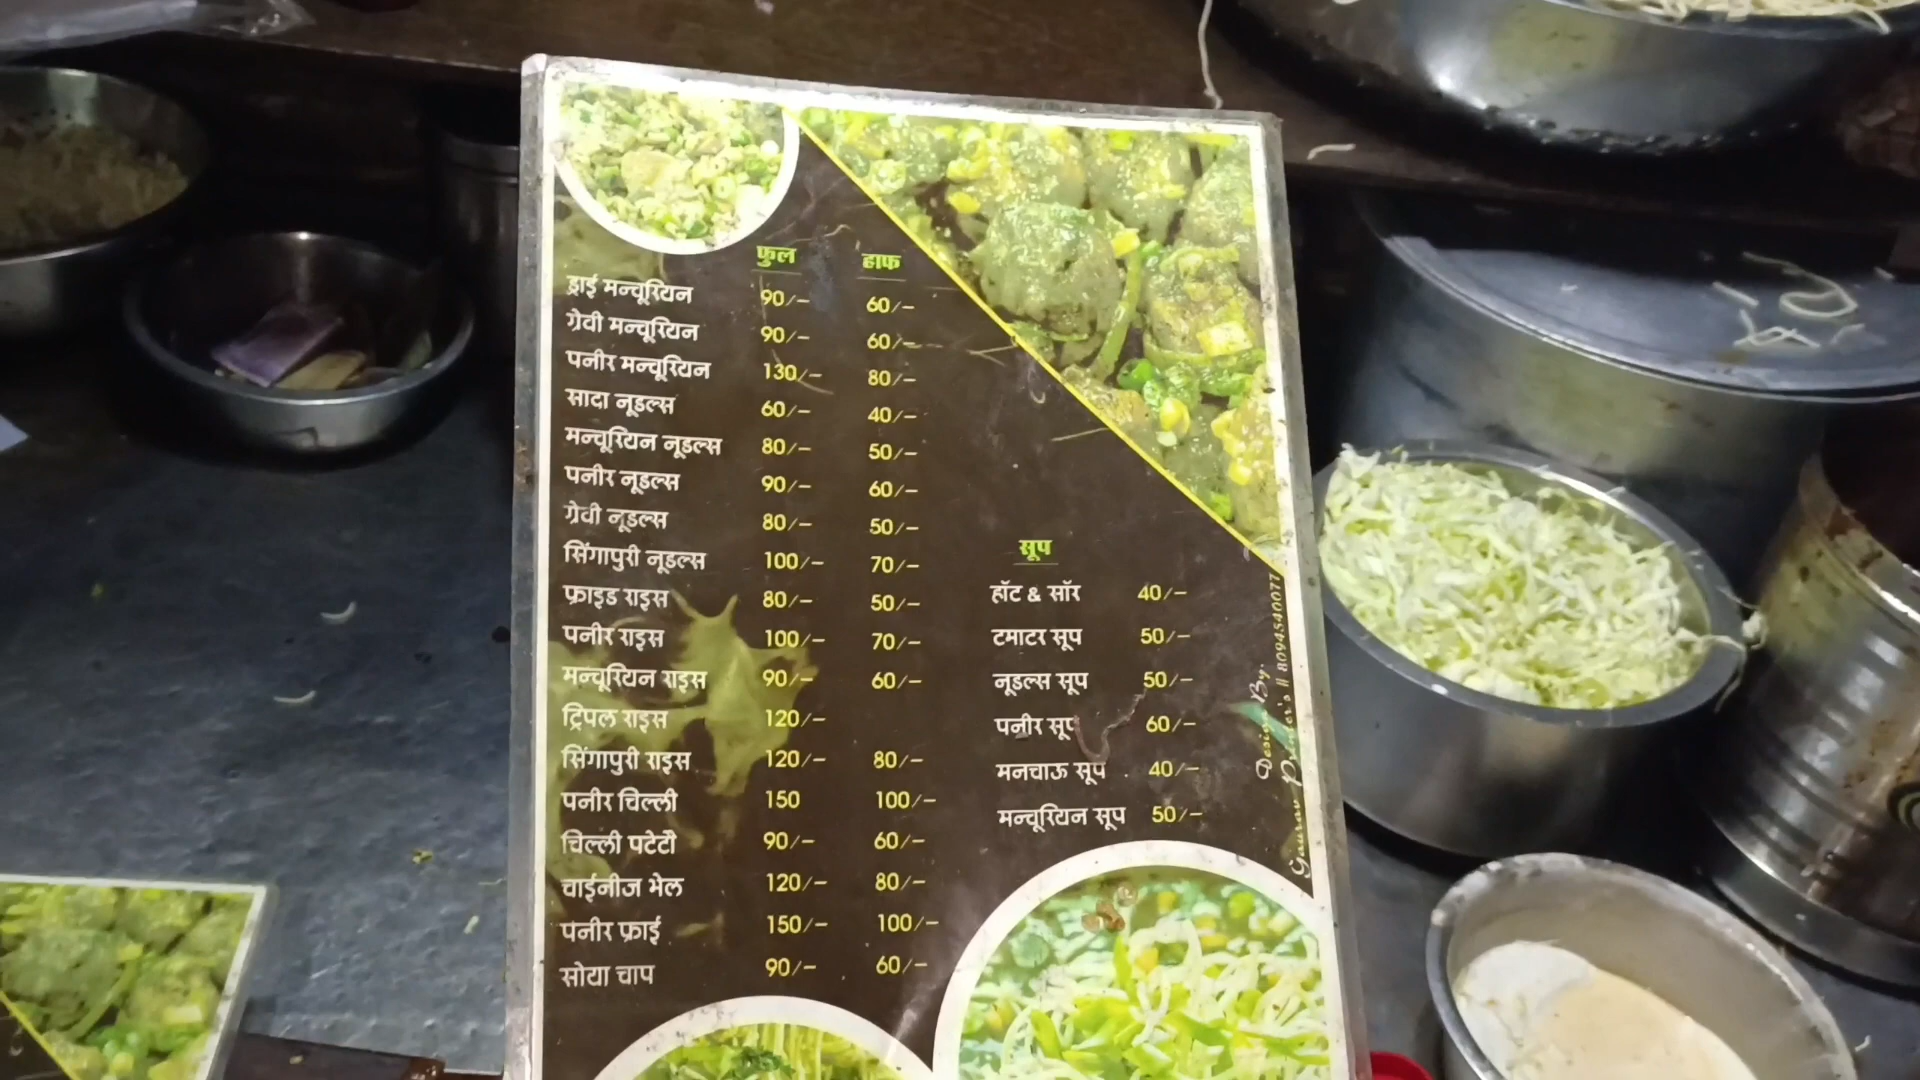 फुल हाफ
ड्राई मन्चूरियन 90/- 60/-
ग्रेवी मन्चूरियन 90/- 60/-
पनीर मन्चूरियन 130/- 80/-
सादा नूडल्स 60/- 40/-
मन्चूरियन नूडल्स 80/- 50/-
पनीर नूडल्स 90/- 60/-
ग्रेवी नूडल्स 80/- 50/-
सिंगापुरी नूडल्स 100/- 70/-
फ्राइड राइस 80/- 50/-
पनीर राइस 100/- 70/-
मन्चूरियन राइस 90/- 60/-
ट्रिपल राइस 120/-
सिंगापुरी राइस 120/- 80/-
पनीर चिल्ली 150 100/-
चिल्ली पटेटौ 90/- 60/-
चाईनीज भेल 120/- 80/-
पनीर फ्राई 150/- 100/-
सोया चाप 90/- 60/-
सूप
हॉट & सॉर 40/-
टमाटर सूप 50/-
नूडल्स सूप 50/-
पनीर सूप 60/-
मनचाऊ सूप 40/-
मन्चूरियन सूप 50/-
Design By.
Gaurav Printer's || 8094540077